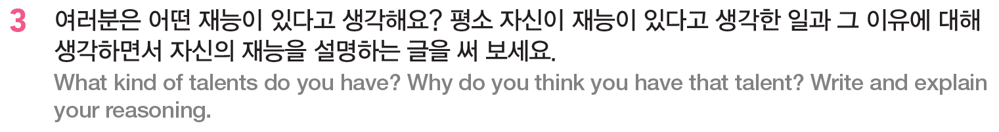 3 여러분은 어떤 재능이 있다고 생각해요? 평소 자신이 재능이 있다고 생각한 일과 그 이유에 대해
생각하면서 자신의 재능을 설명하는 글을 써 보세요.
What kind of talents do you have? Why do you think you have that talent? Write and explain
your reasoning.